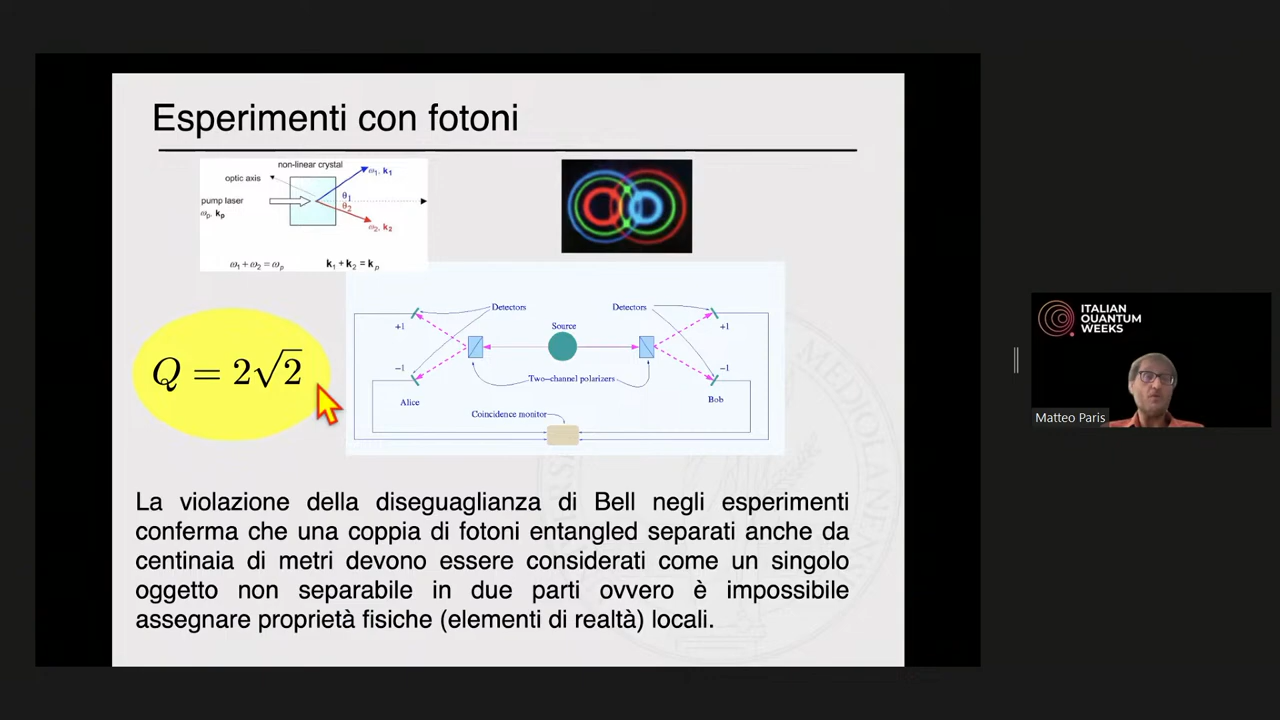 Esperimenti con fotoni
non-linear crystal
optic axis
ω₁, k₁
pump laser
θ₁
θ₂
ωₚ, kₚ
ω₂, k₂
ω₁ + ω₂ = ωₚ
k₁ + k₂ = kₚ
Detectors
Detectors
+1
Source
+1
−1
−1
Two−channel polarizers
Alice
Bob
Coincidence monitor
Q = 2√2
La violazione della diseguaglianza di Bell negli esperimenti
conferma che una coppia di fotoni entangled separati anche da
centinaia di metri devono essere considerati come un singolo
oggetto non separabile in due parti ovvero è impossibile
assegnare proprietà fisiche (elementi di realtà) locali.
ITALIAN
QUANTUM
WEEKS
Matteo Paris